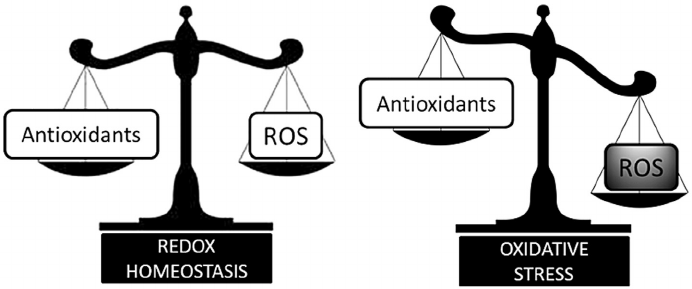 Antioxidants
ROS
REDOX
HOMEOSTASIS
Antioxidants
ROS
OXIDATIVE
STRESS